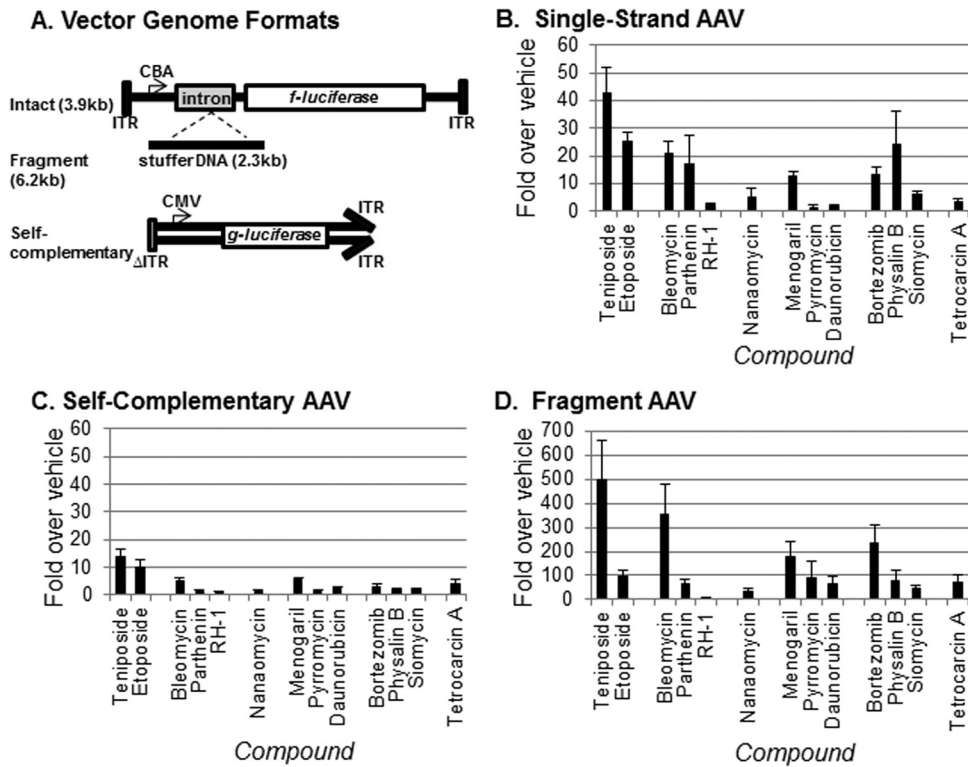 A. Vector Genome Formats
CBA
Intact (3.9kb)
intron
f-luciferase
ITR
ITR
Fragment
(6.2kb)
stufferDNA (2.3kb)
CMV
ITR
Self-
complementary
g-luciferase
ΔITR
ITR
B. Single-Strand AAV
Fold over vehicle
60
50
40
30
20
10
0
Teniposide
Etoposide
Bleomycin
Parthenin
RH-1
Nanaomycin
Menogaril
Pyrromycin
Daunorubicin
Bortezomib
Physalin B
Siomycin
Tetrocarcin A
Compound
C. Self-Complementary AAV
Fold over vehicle
60
50
40
30
20
10
0
Teniposide
Etoposide
Bleomycin
Parthenin
RH-1
Nanaomycin
Menogaril
Pyrromycin
Daunorubicin
Bortezomib
Physalin B
Siomycin
Tetrocarcin A
Compound
D. Fragment AAV
Fold over vehicle
700
600
500
400
300
200
100
0
Teniposide
Etoposide
Bleomycin
Parthenin
RH-1
Nanaomycin
Menogaril
Pyrromycin
Daunorubicin
Bortezomib
Physalin B
Siomycin
Tetrocarcin A
Compound